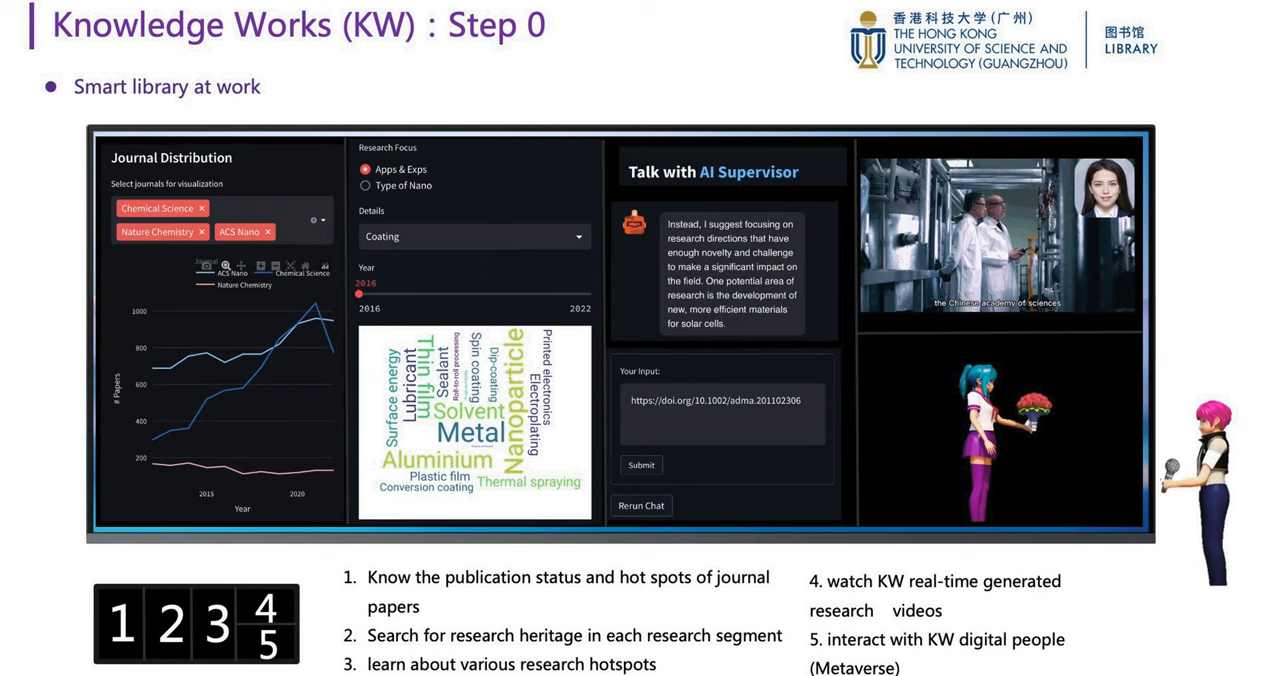 Knowledge Works (KW) : Step 0
香港科技大学(广州)
THE HONG KONG
UNIVERSITY OF SCIENCE AND
TECHNOLOGY (GUANGZHOU)
图书馆
LIBRARY
Smart library at work
Journal Distribution
Select journals for visualization
Chemical Science ×
Nature Chemistry ×
ACS Nano ×
Journal
ACS Nano
Chemical Science
Nature Chemistry
1000
800
600
400
200
# Papers
2015
2020
Year
Research Focus
Apps & Exps
Type of Nano
Details
Coating
Year
2016
2016
2022
Surface energy
Lubricant
Thin film
Sealant
Roll-to-roll processing
Spin coating
Dip-coating
Nanoparticle
Printed electronics
Electroplating
Solvent
Metal
Aluminium
Plastic film
Thermal spraying
Conversion coating
Talk with AI Supervisor
Instead, I suggest focusing on
research directions that have
enough novelty and challenge
to make a significant impact on
the field. One potential area of
research is the development of
new, more efficient materials
for solar cells.
Your Input:
https://doi.org/10.1002/adma.201102306
Submit
Rerun Chat
the Chinese academy of sciences
1 2 3 4
5
1. Know the publication status and hot spots of journal
papers
2. Search for research heritage in each research segment
3. learn about various research hotspots
4. watch KW real-time generated
research videos
5. interact with KW digital people
(Metaverse)